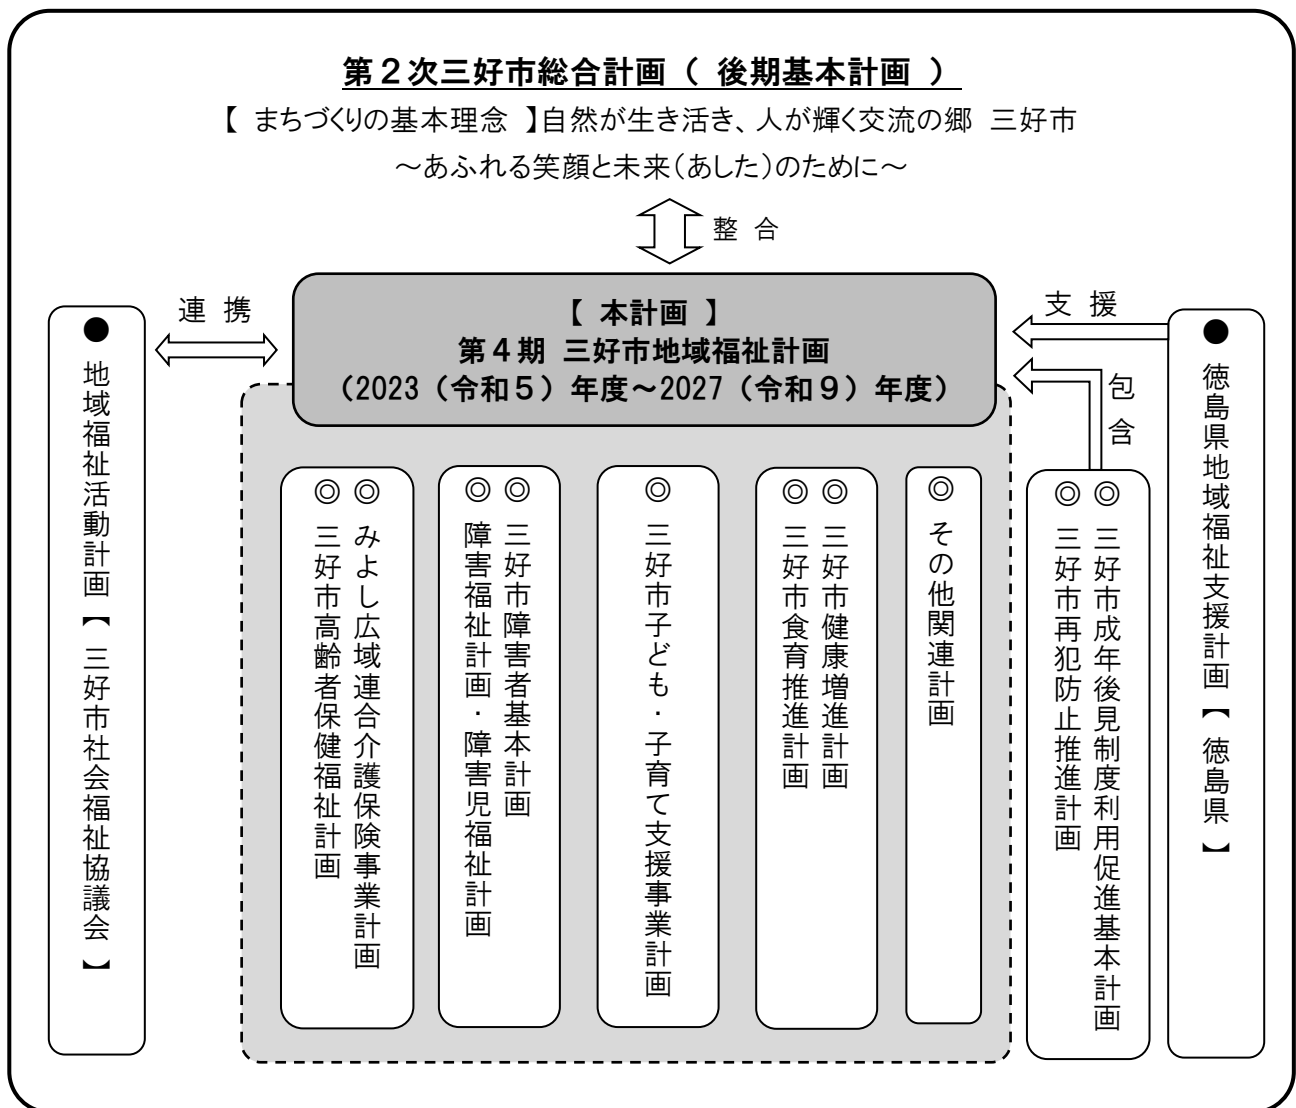 第２次三好市総合計画（ 後期基本計画 ）
【 まちづくりの基本理念 】自然が生き活き、人が輝く交流の郷 三好市
～あふれる笑顔と未来（あした）のために～
整 合
【 本計画 】
第４期 三好市地域福祉計画
（2023（令和５）年度～2027（令和９）年度）
連 携
支 援
包 含
● 地域福祉活動計画【 三好市社会福祉協議会 】
◎ みよし広域連合介護保険事業計画
◎ 三好市高齢者保健福祉計画
◎ 三好市障害者基本計画
◎ 障害福祉計画・障害児福祉計画
◎ 三好市子ども・子育て支援事業計画
◎ 三好市健康増進計画
◎ 三好市食育推進計画
◎ その他関連計画
◎ 三好市成年後見制度利用促進基本計画
◎ 三好市再犯防止推進計画
● 徳島県地域福祉支援計画【 徳島県 】